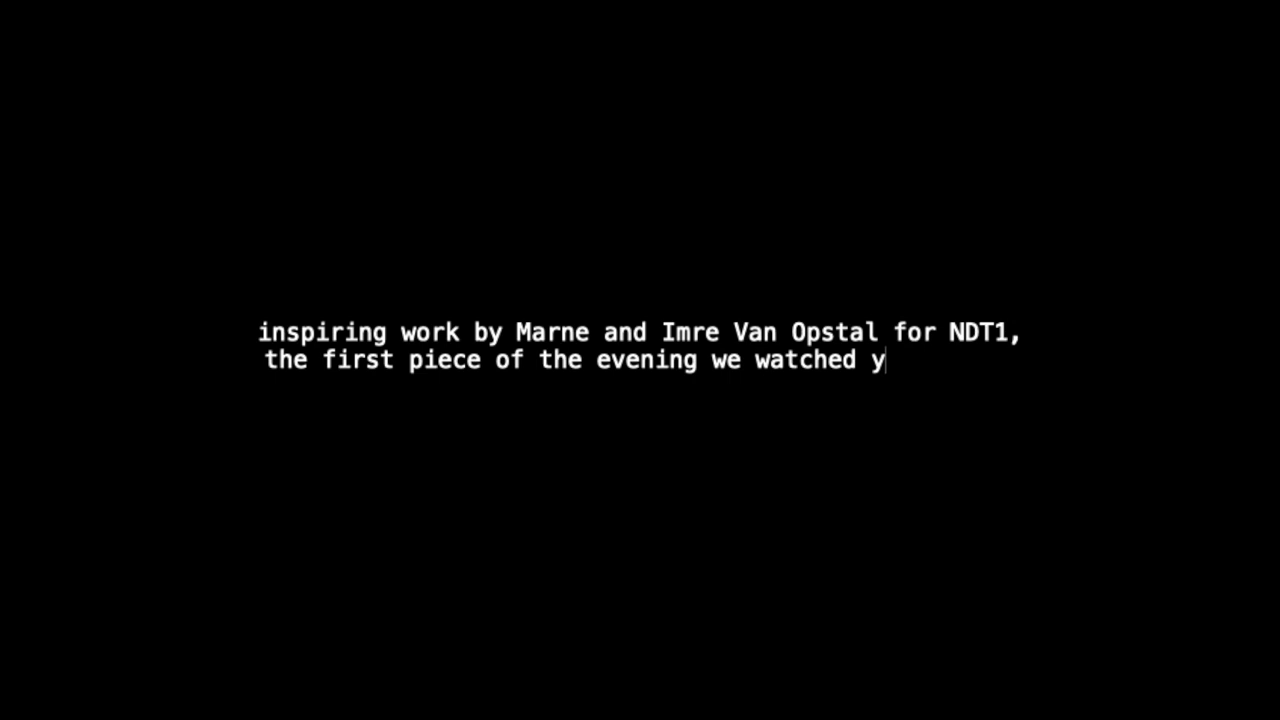 inspiring work by Marne and Imre Van Opstal for NDT1,
the first piece of the evening we watched y